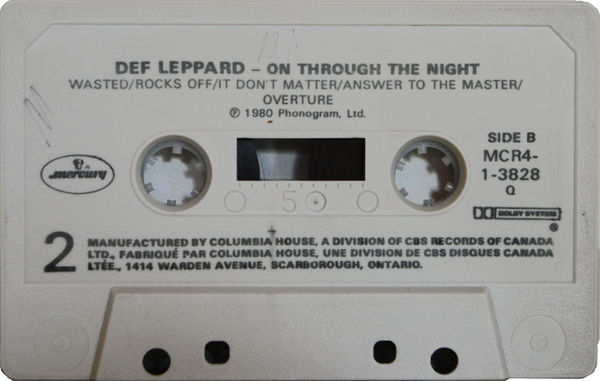 DEF LEPPARD – ON THROUGH THE NIGHT
WASTED/ROCKS OFF/IT DON'T MATTER/ANSWER TO THE MASTER/
OVERTURE
℗ 1980 Phonogram, Ltd.
SIDE B
MCR4-
1-3828
Q
mercury
5
DOLBY SYSTEM
®
2
MANUFACTURED BY COLUMBIA HOUSE, A DIVISION OF CBS RECORDS OF CANADA
LTD., FABRIQUÉ PAR COLUMBIA HOUSE, UNE DIVISION DE CBS DISQUES CANADA
LTÉE., 1414 WARDEN AVENUE, SCARBOROUGH, ONTARIO.